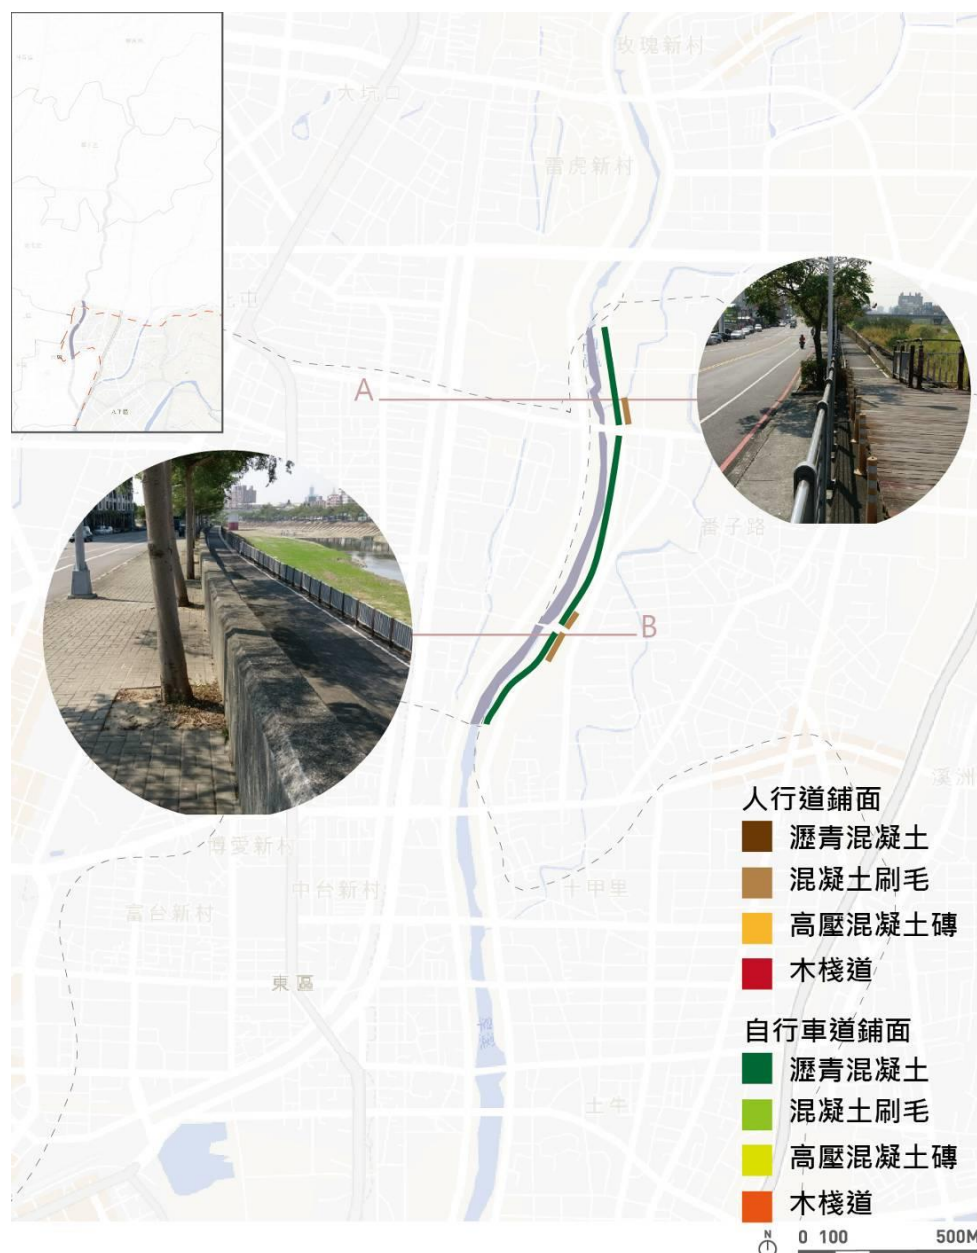 玫瑰新村
大坑口
雷虎新村
A
番子路
B
溪洲
人行道鋪面
瀝青混凝土
混凝土刷毛
高壓混凝土磚
木棧道
博愛新村
中台新村
十甲里
富台新村
東區
自行車道鋪面
瀝青混凝土
混凝土刷毛
高壓混凝土磚
木棧道
土牛
N
0 100 500M